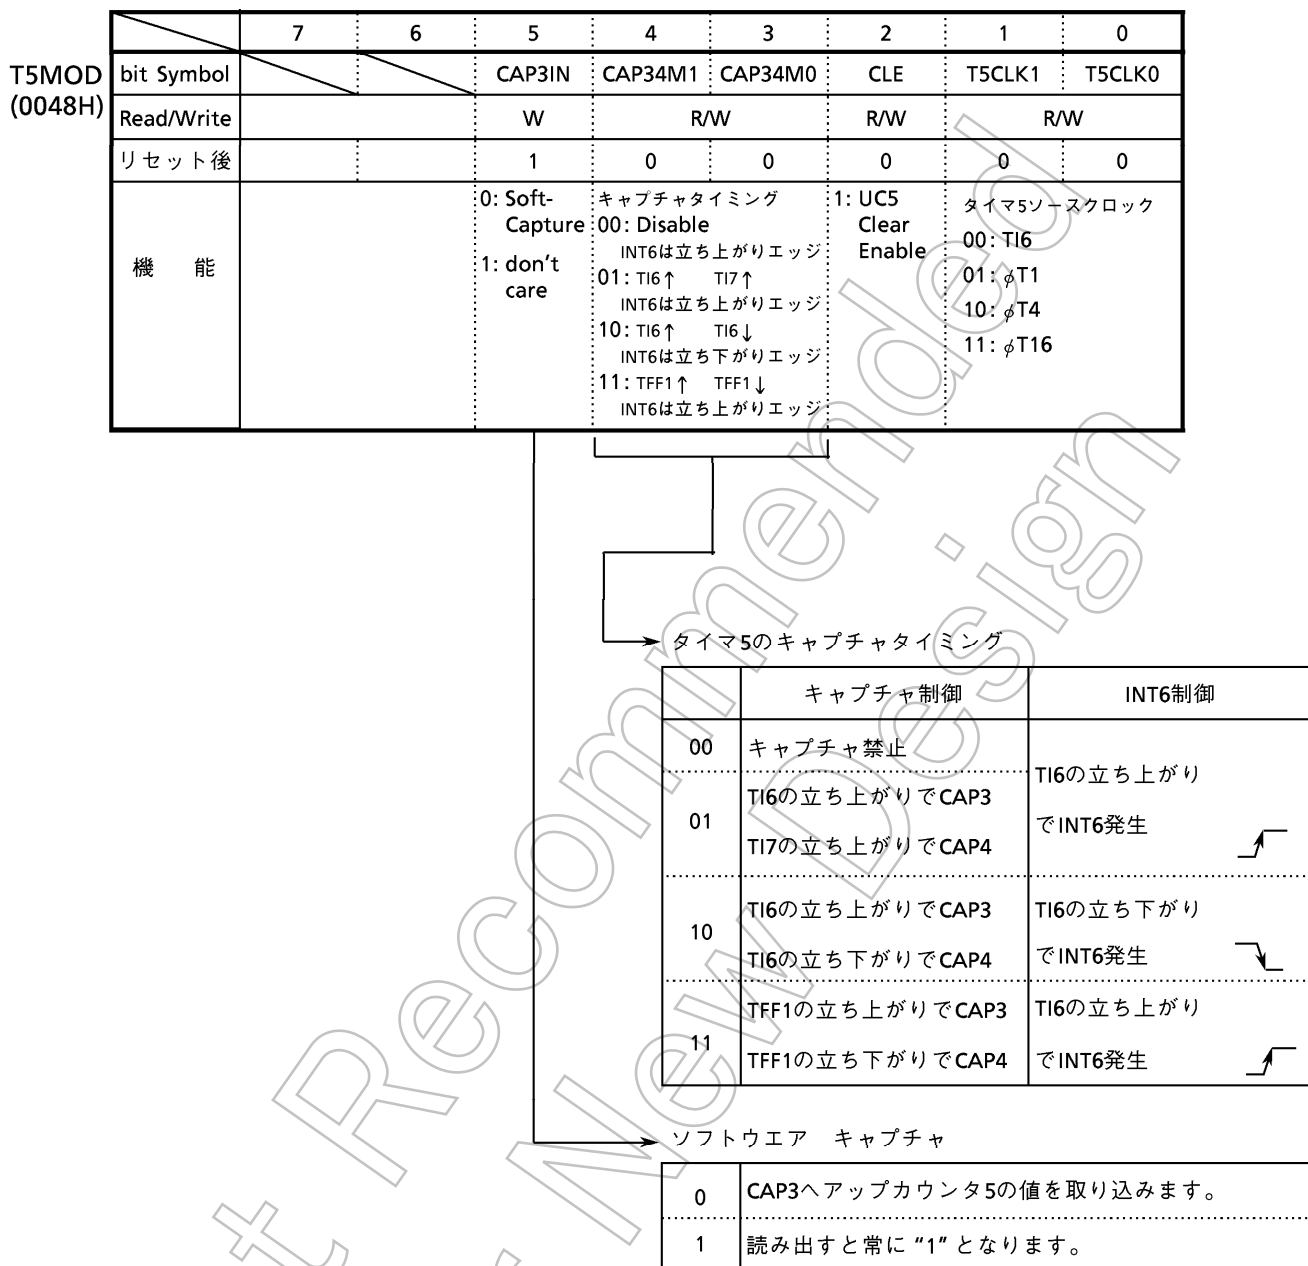 7 6 5 4 3 2 1 0
T5MOD
(0048H)
bit Symbol CAP3IN CAP34M1 CAP34M0 CLE T5CLK1 T5CLK0
Read/Write W R/W R/W R/W
リセット後 1 0 0 0 0 0
機 能
0: Soft-
Capture
1: don't
care
キャプチャタイミング
00: Disable
INT6は立ち上がりエッジ
01: TI6↑ TI7↑
INT6は立ち上がりエッジ
10: TI6↑ TI6↓
INT6は立ち下がりエッジ
11: TFF1↑ TFF1↓
INT6は立ち上がりエッジ
1: UC5
Clear
Enable
タイマ5ソースクロック
00: TI6
01: φT1
10: φT4
11: φT16
タイマ5のキャプチャタイミング
キャプチャ制御 INT6制御
00 キャプチャ禁止
01 TI6の立ち上がりでCAP3
TI7の立ち上がりでCAP4
TI6の立ち上がり
でINT6発生
10 TI6の立ち上がりでCAP3
TI6の立ち下がりでCAP4
TI6の立ち下がり
でINT6発生
11 TFF1の立ち上がりでCAP3
TFF1の立ち下がりでCAP4
TI6の立ち上がり
でINT6発生
ソフトウエア キャプチャ
0 CAP3へアップカウンタ5の値を取り込みます。
1 読み出すと常に “1” となります。
t Recommended
New Design